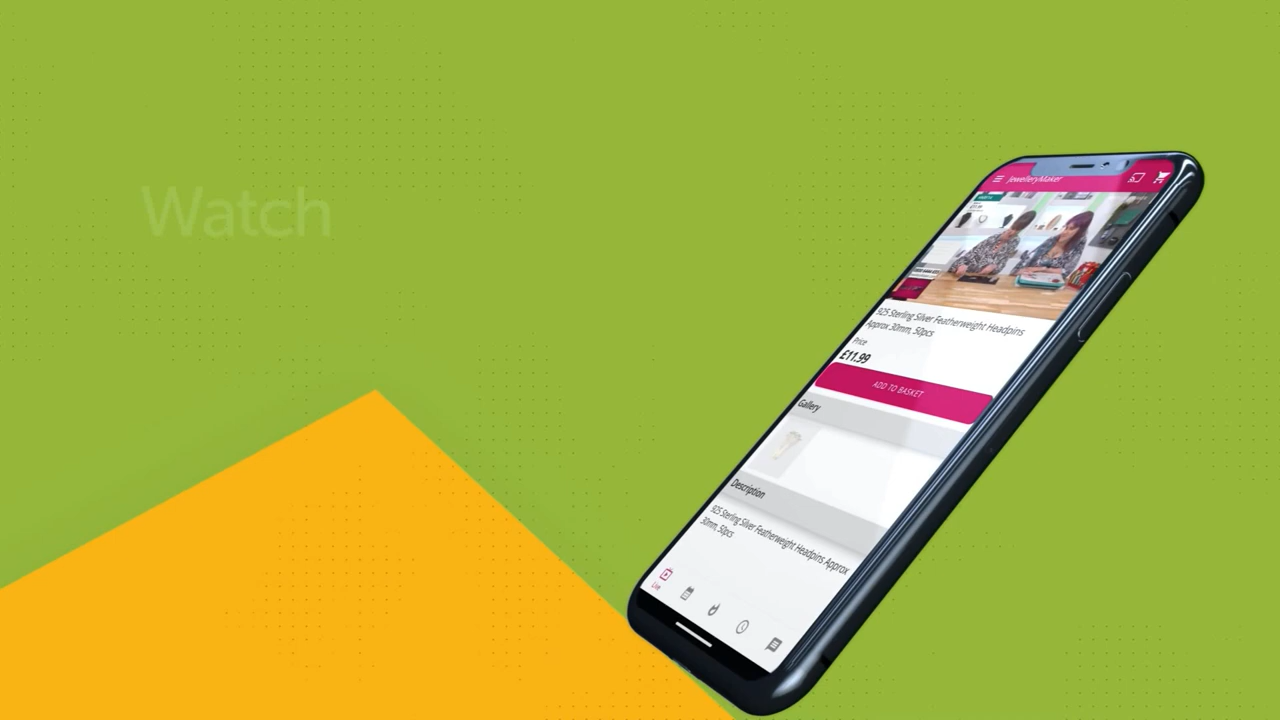 Watch
JewelleryMaker
925 Sterling Silver Featherweight Headpins
Approx 30mm, 50pcs
Price
£11.99
ADD TO BASKET
Gallery
Description
925 Sterling Silver Featherweight Headpins Approx
30mm, 50pcs
Live